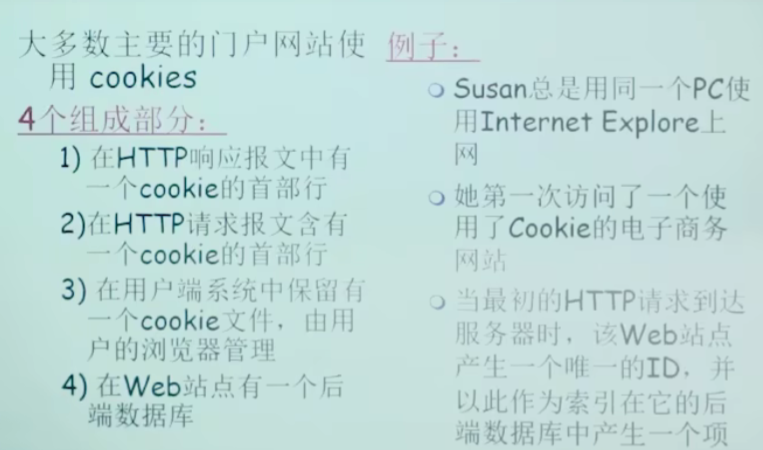 大多数主要的门户网站使
用 cookies
4个组成部分：
1) 在HTTP响应报文中有
一个cookie的首部行
2)在HTTP请求报文含有
一个cookie的首部行
3) 在用户端系统中保留有
一个cookie文件，由用
户的浏览器管理
4) 在Web站点有一个后
端数据库
例子：
Susan总是用同一个PC使
用Internet Explore上
网
她第一次访问了一个使
用了Cookie的电子商务
网站
当最初的HTTP请求到达
服务器时，该Web站点
产生一个唯一的ID，并
以此作为索引在它的后
端数据库中产生一个项